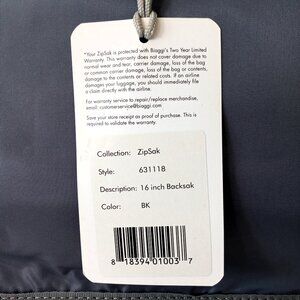 *Your ZipSak is protected with Biaggi's Two Year Limited
Warranty. This warranty does not cover damage due to
normal wear and tear, carrier damage, loss of the bag
or common carrier damage, loss of the bag or contents,
damage to the contents or related costs. If an airline
damages your luggage, you should immediately file
a claim directly with the airline.
For warranty service to repair/replace merchandise,
email: customerservice@biaggi.com
Save your store receipt as proof of purchase. This is
required to validate the warranty.
Collection: ZipSak
Style: 631118
Description: 16 inch Backsak
Color: BK
8 18394 01003 7